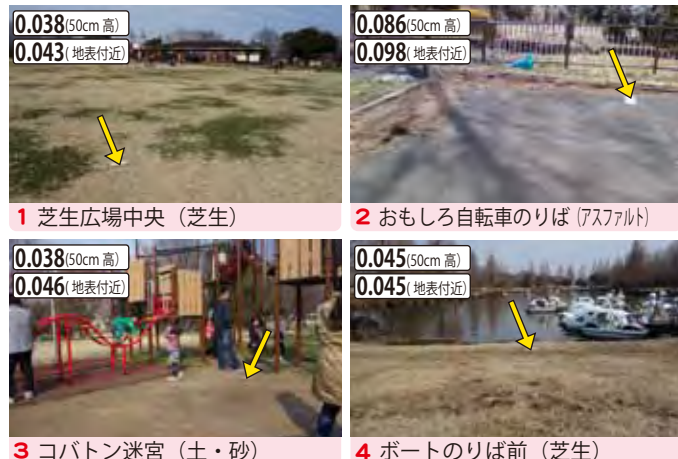 0.038(50cm 高)
0.043(地表付近)
1 芝生広場中央（芝生）
0.086(50cm 高)
0.098(地表付近)
2 おもしろ自転車のりば(アスファルト)
0.038(50cm 高)
0.046(地表付近)
3 コバトン迷宮（土・砂）
0.045(50cm 高)
0.045(地表付近)
4 ボートのりば前（芝生）